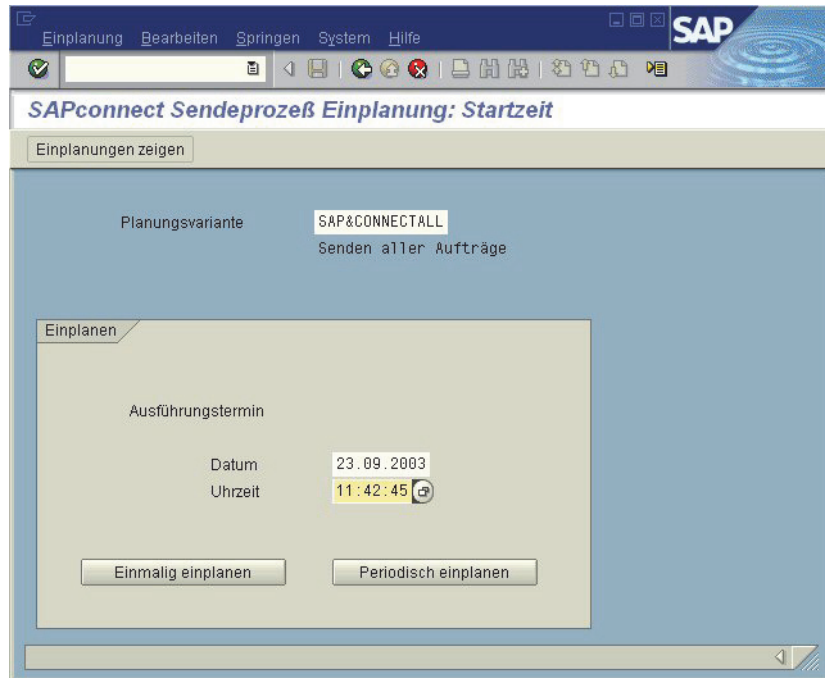 Einplanung Bearbeiten Springen System Hilfe
SAP
SAPconnect Sendeprozeß Einplanung: Startzeit
Einplanungen zeigen
Planungsvariante SAP&CONNECTALL
Senden aller Aufträge
Einplanen
Ausführungstermin
Datum 23.09.2003
Uhrzeit 11:42:45
Einmalig einplanen Periodisch einplanen